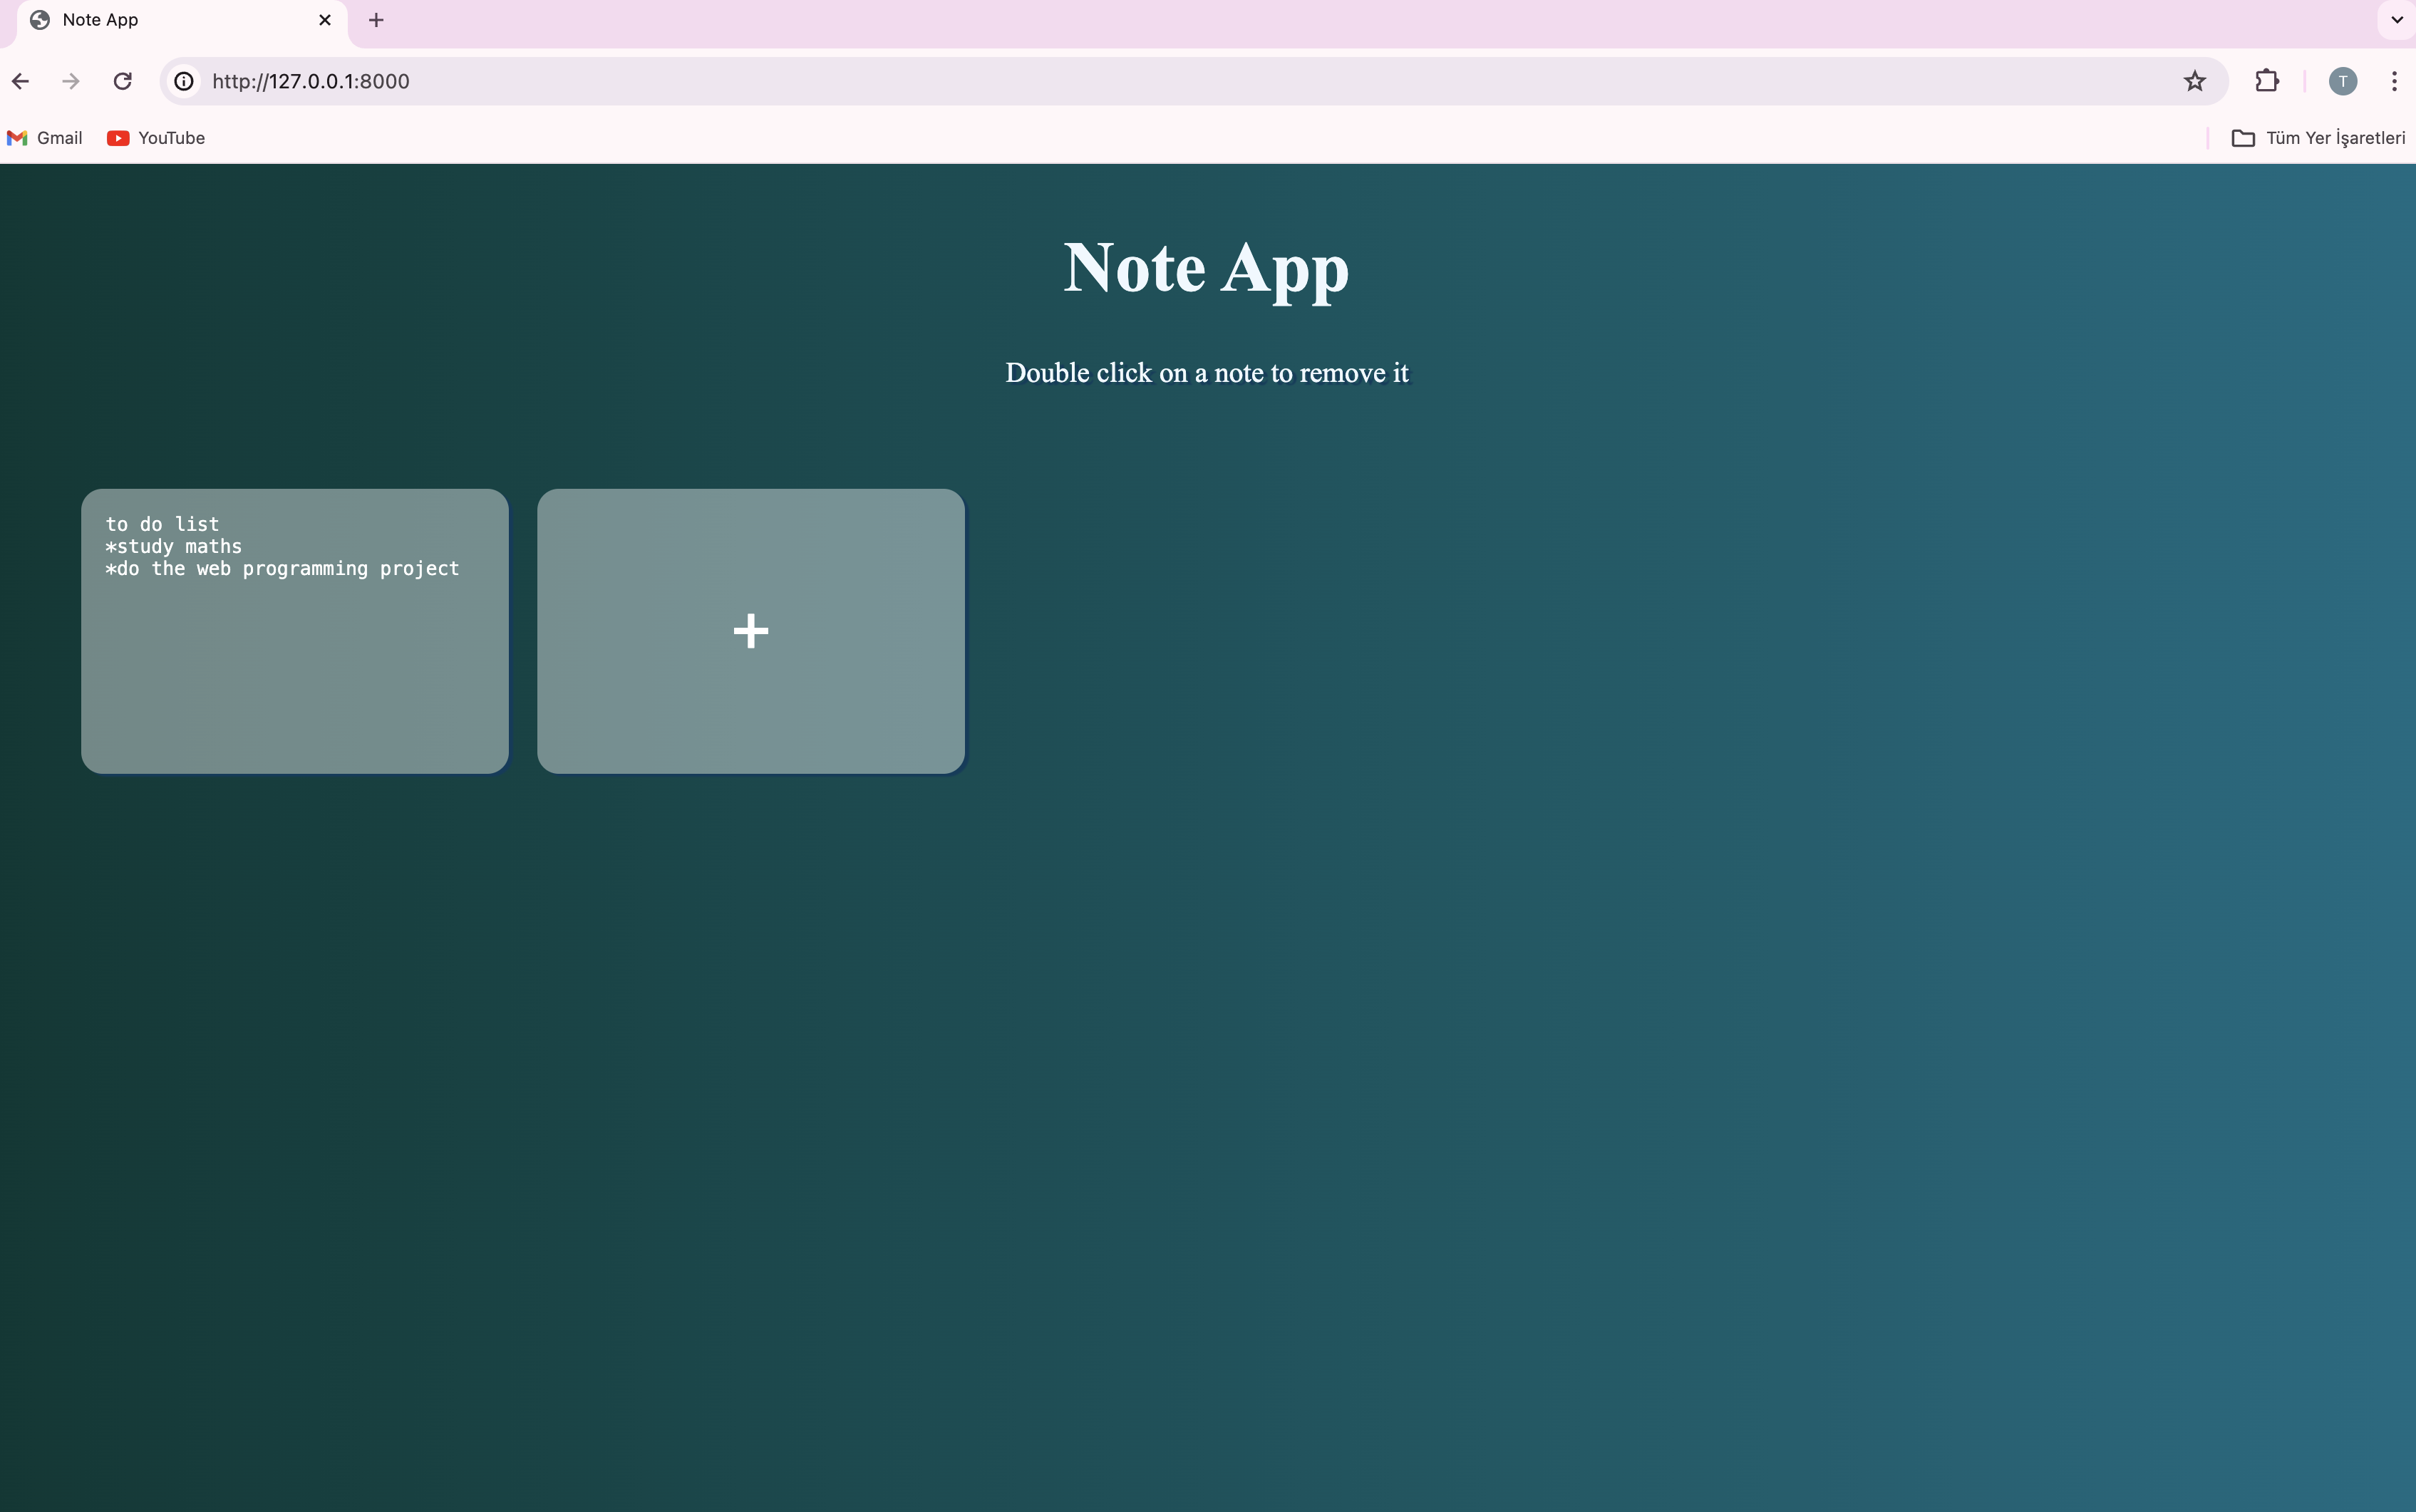 Note App
http://127.0.0.1:8000
T
Gmail
YouTube
Tüm Yer İşaretleri
Note App
Double click on a note to remove it
to do list
*study maths
*do the web programming project
+